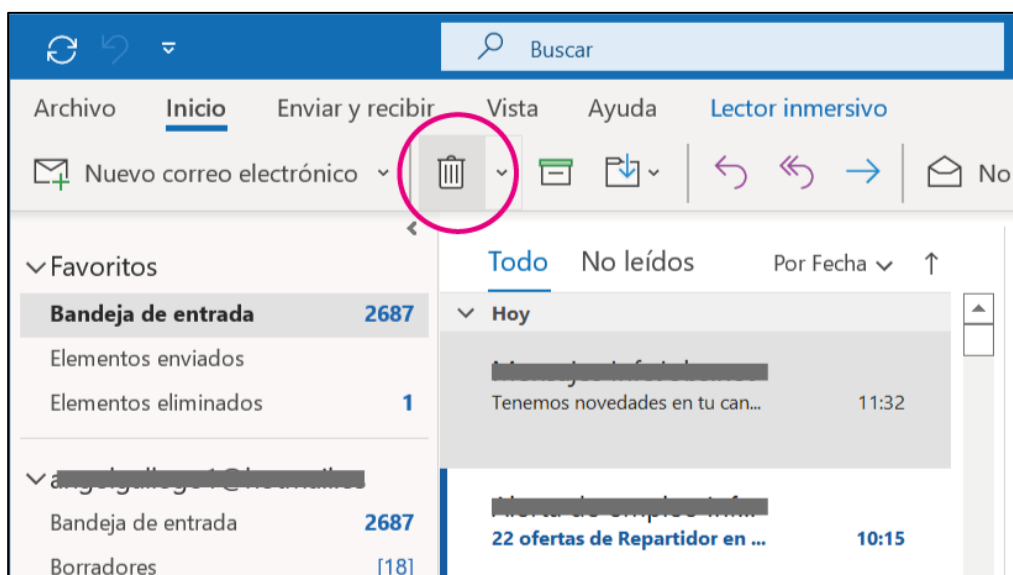 Buscar
Archivo Inicio Enviar y recibir Vista Ayuda Lector inmersivo
Nuevo correo electrónico No
Favoritos
Bandeja de entrada 2687
Elementos enviados
Elementos eliminados 1
Bandeja de entrada 2687
Borradores [18]
Todo No leídos Por Fecha
Hoy
Tenemos novedades en tu can... 11:32
22 ofertas de Repartidor en ... 10:15